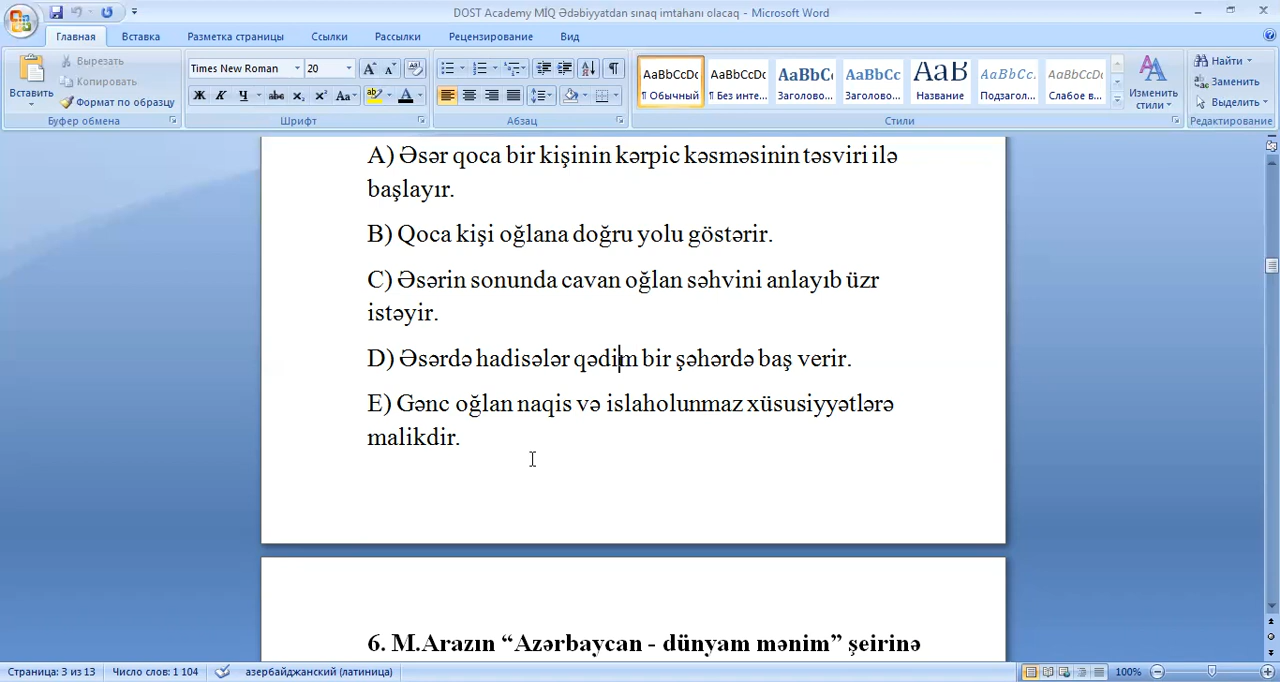 DOST Academy MİQ Ədəbiyyatdan sınaq imtahanı olacaq - Microsoft Word
Главная Вставка Разметка страницы Ссылки Рассылки Рецензирование Вид
Вставить
Вырезать
Копировать
Формат по образцу
Буфер обмена
Times New Roman 20
Ж К Ч abc x₂ x² Aa
Шрифт
Абзац
AaBbCcDc AaBbCcDc AaBbC AaBbCc AaB AaBbCc. AaBbCcDc
¶ Обычный ¶ Без инте... Заголово... Заголово... Название Подзагол... Слабое в...
Стили
Изменить
стили
Найти
Заменить
Выделить
Редактирование
A) Əsər qoca bir kişinin kərpic kəsməsinin təsviri ilə
başlayır.
B) Qoca kişi oğlana doğru yolu göstərir.
C) Əsərin sonunda cavan oğlan səhvini anlayıb üzr
istəyir.
D) Əsərdə hadisələr qədim bir şəhərdə baş verir.
E) Gənc oğlan naqis və islaholunmaz xüsusiyyətlərə
malikdir.
6. M.Arazın “Azərbaycan - dünyam mənim” şeirinə
Страница: 3 из 13 Число слов: 1 104 азербайджанский (латиница) 100%